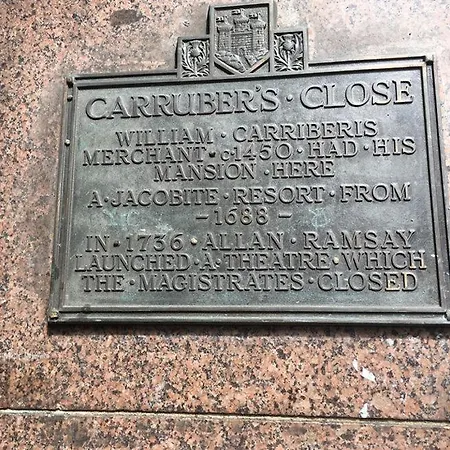 CARRUBER'S · CLOSE
WILLIAM · CARRIBERIS
MERCHANT · c1450 · HAD · HIS
MANSION · HERE
A · JACOBITE · RESORT · FROM
– 1688 –
IN · 1736 · ALLAN · RAMSAY
LAUNCHED · A · THEATRE · WHICH
THE · MAGISTRATES · CLOSED